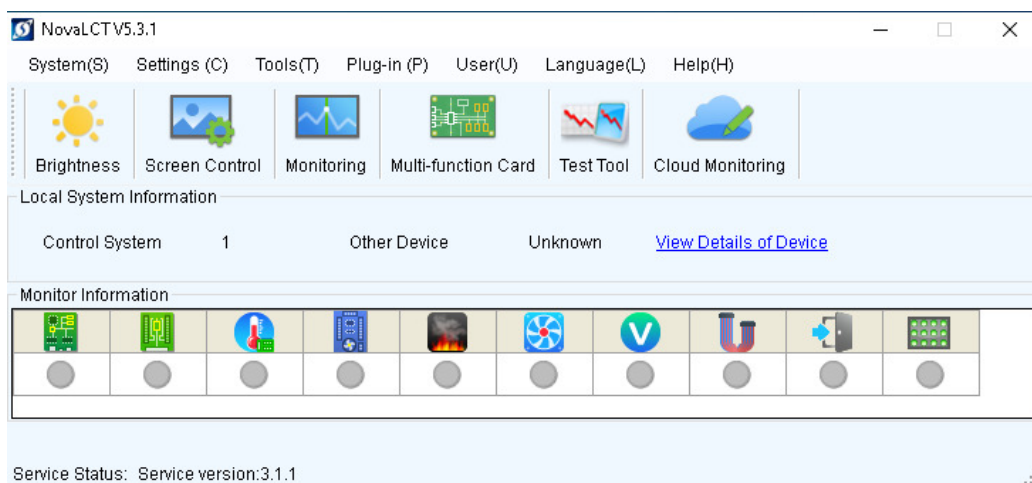 NovaLCT V5.3.1
System(S) Settings (C) Tools(T) Plug-in (P) User(U) Language(L) Help(H)
Brightness Screen Control Monitoring Multi-function Card Test Tool Cloud Monitoring
Local System Information
Control System 1 Other Device Unknown View Details of Device
Monitor Information
V
Service Status: Service version:3.1.1